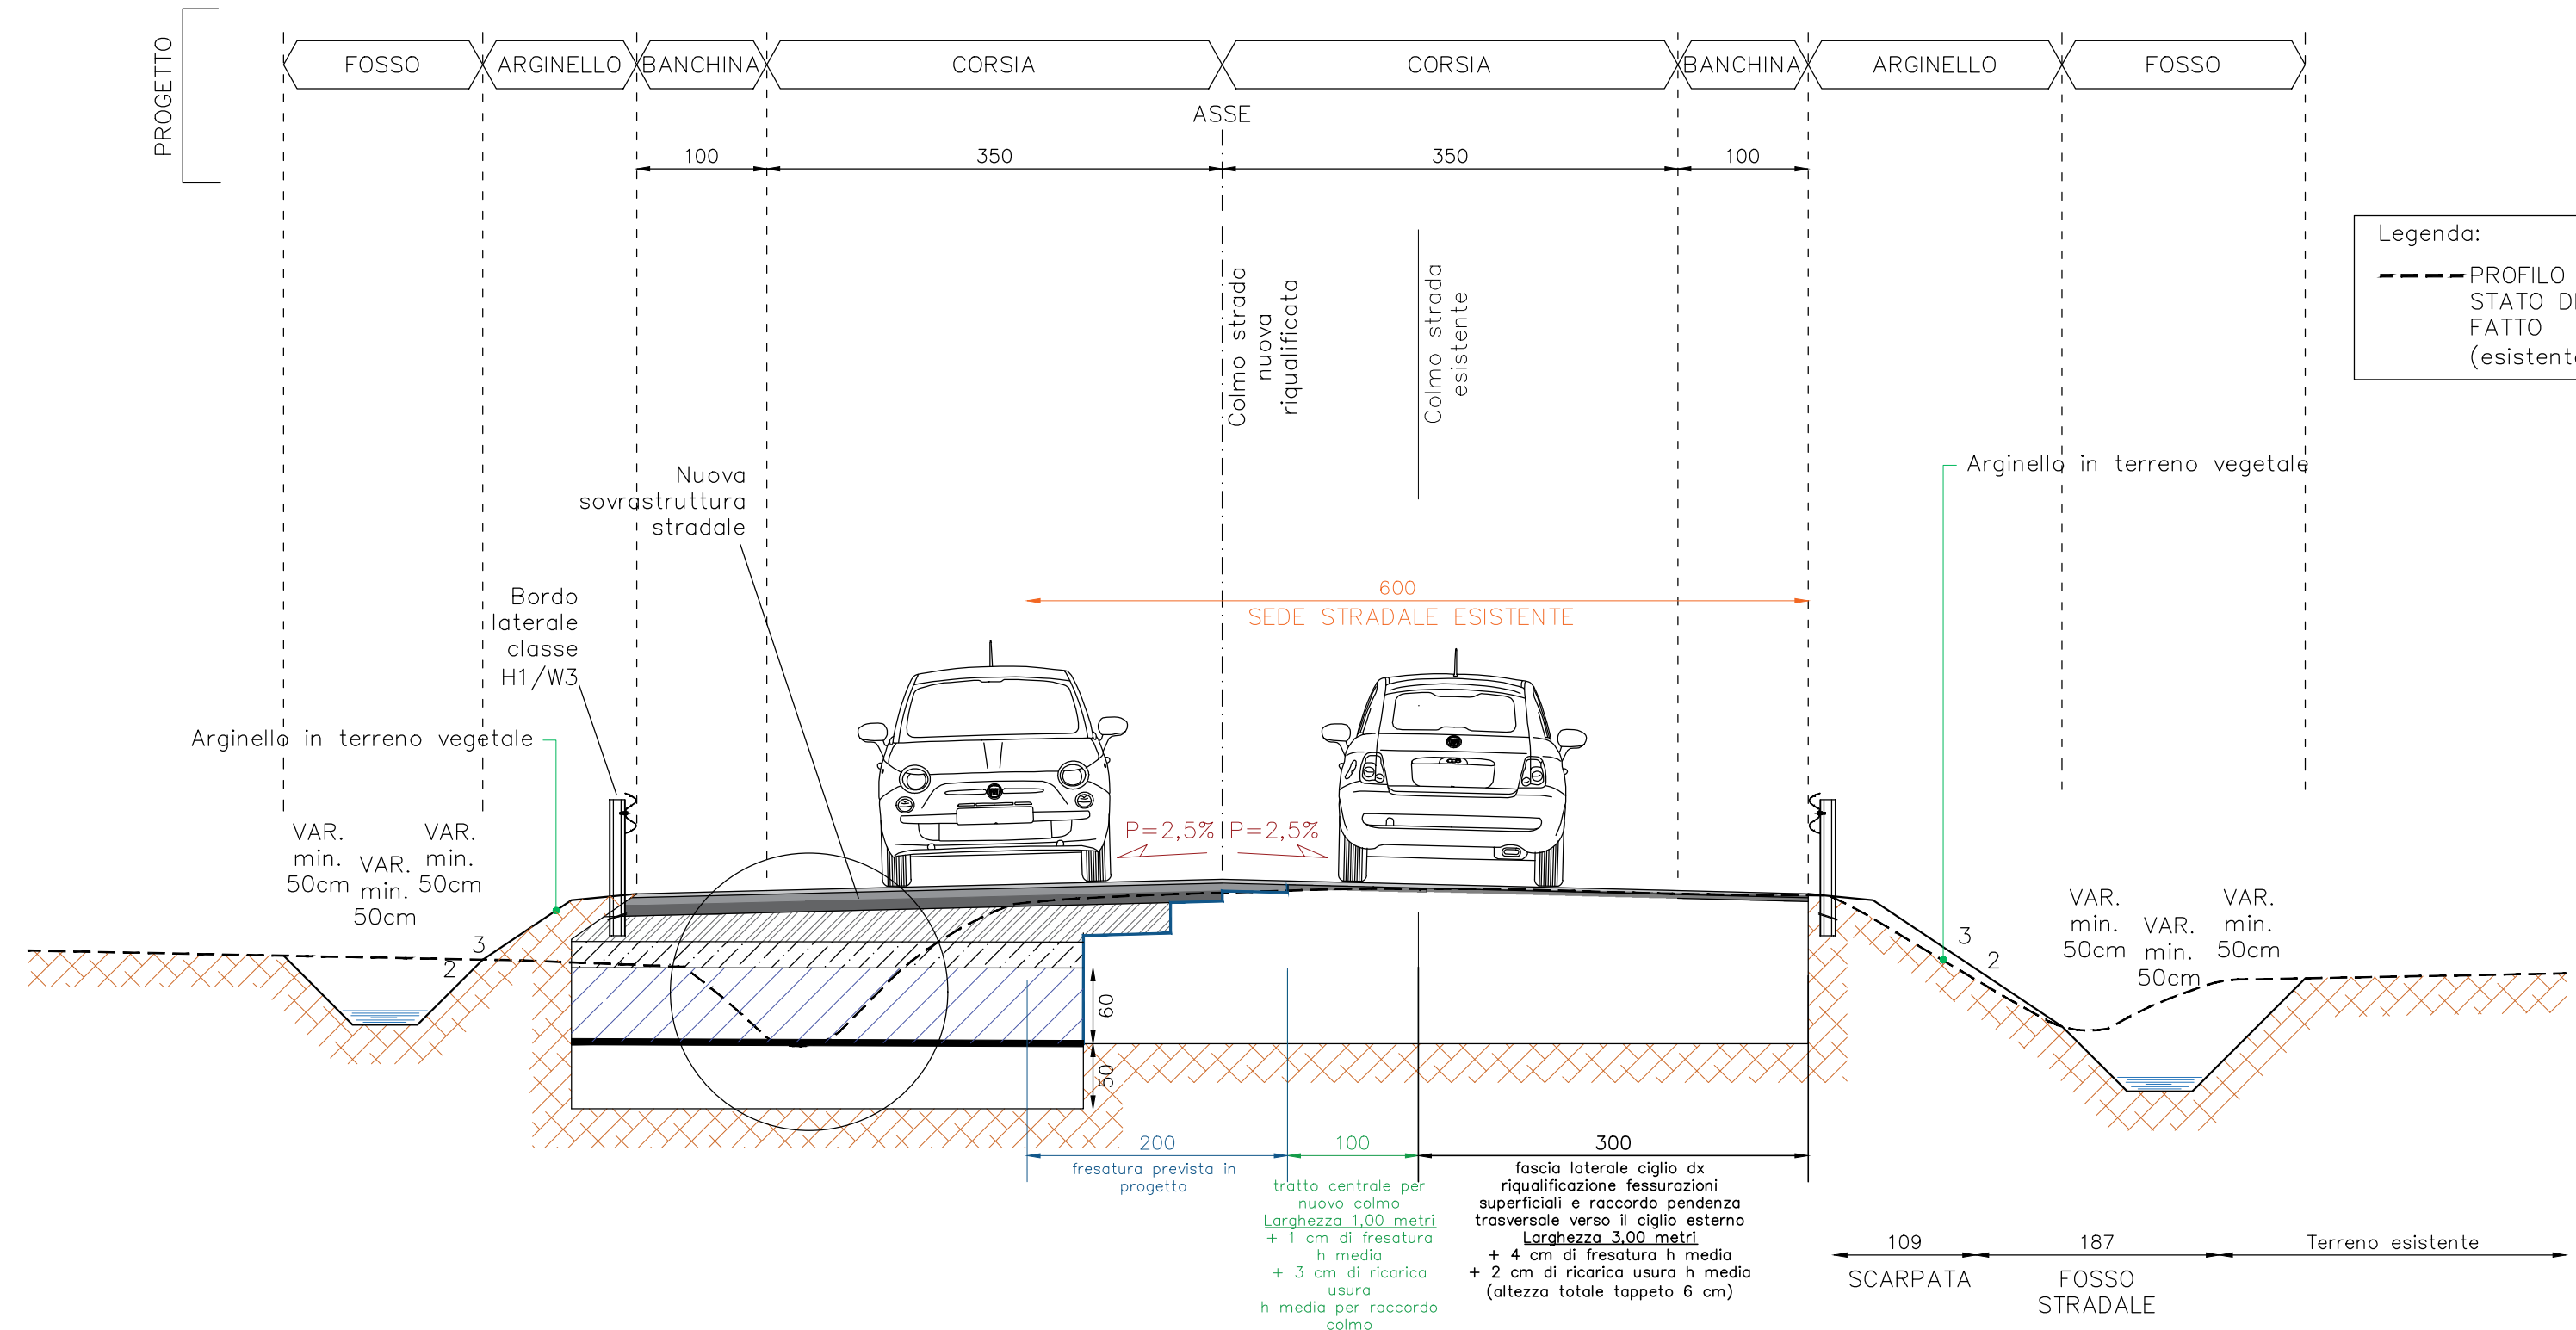 PROGETTO
FOSSO
ARGINELLO
BANCHINA
CORSIA
CORSIA
BANCHINA
ARGINELLO
FOSSO
ASSE
100
350
350
100
Colmo strada
nuova
riqualificata
Colmo strada
esistente
Legenda:
PROFILO
STATO DI
FATTO
(esistente
Nuova
sovrastruttura
stradale
Arginello in terreno vegetale
600
SEDE STRADALE ESISTENTE
Bordo
laterale
classe
H1/W3
Arginello in terreno vegetale
VAR.
min.
50cm
VAR.
min.
50cm
VAR.
min.
50cm
P=2,5%
P=2,5%
3
2
3
2
VAR.
min.
50cm
VAR.
min.
50cm
VAR.
min.
50cm
60
50
200
fresatura prevista in
progetto
100
tratto centrale per
nuovo colmo
Larghezza 1,00 metri
+ 1 cm di fresatura
h media
+ 3 cm di ricarica
usura
h media per raccordo
colmo
300
fascia laterale ciglio dx
riqualificazione fessurazioni
superficiali e raccordo pendenza
trasversale verso il ciglio esterno
Larghezza 3,00 metri
+ 4 cm di fresatura h media
+ 2 cm di ricarica usura h media
(altezza totale tappeto 6 cm)
109
SCARPATA
187
FOSSO
STRADALE
Terreno esistente